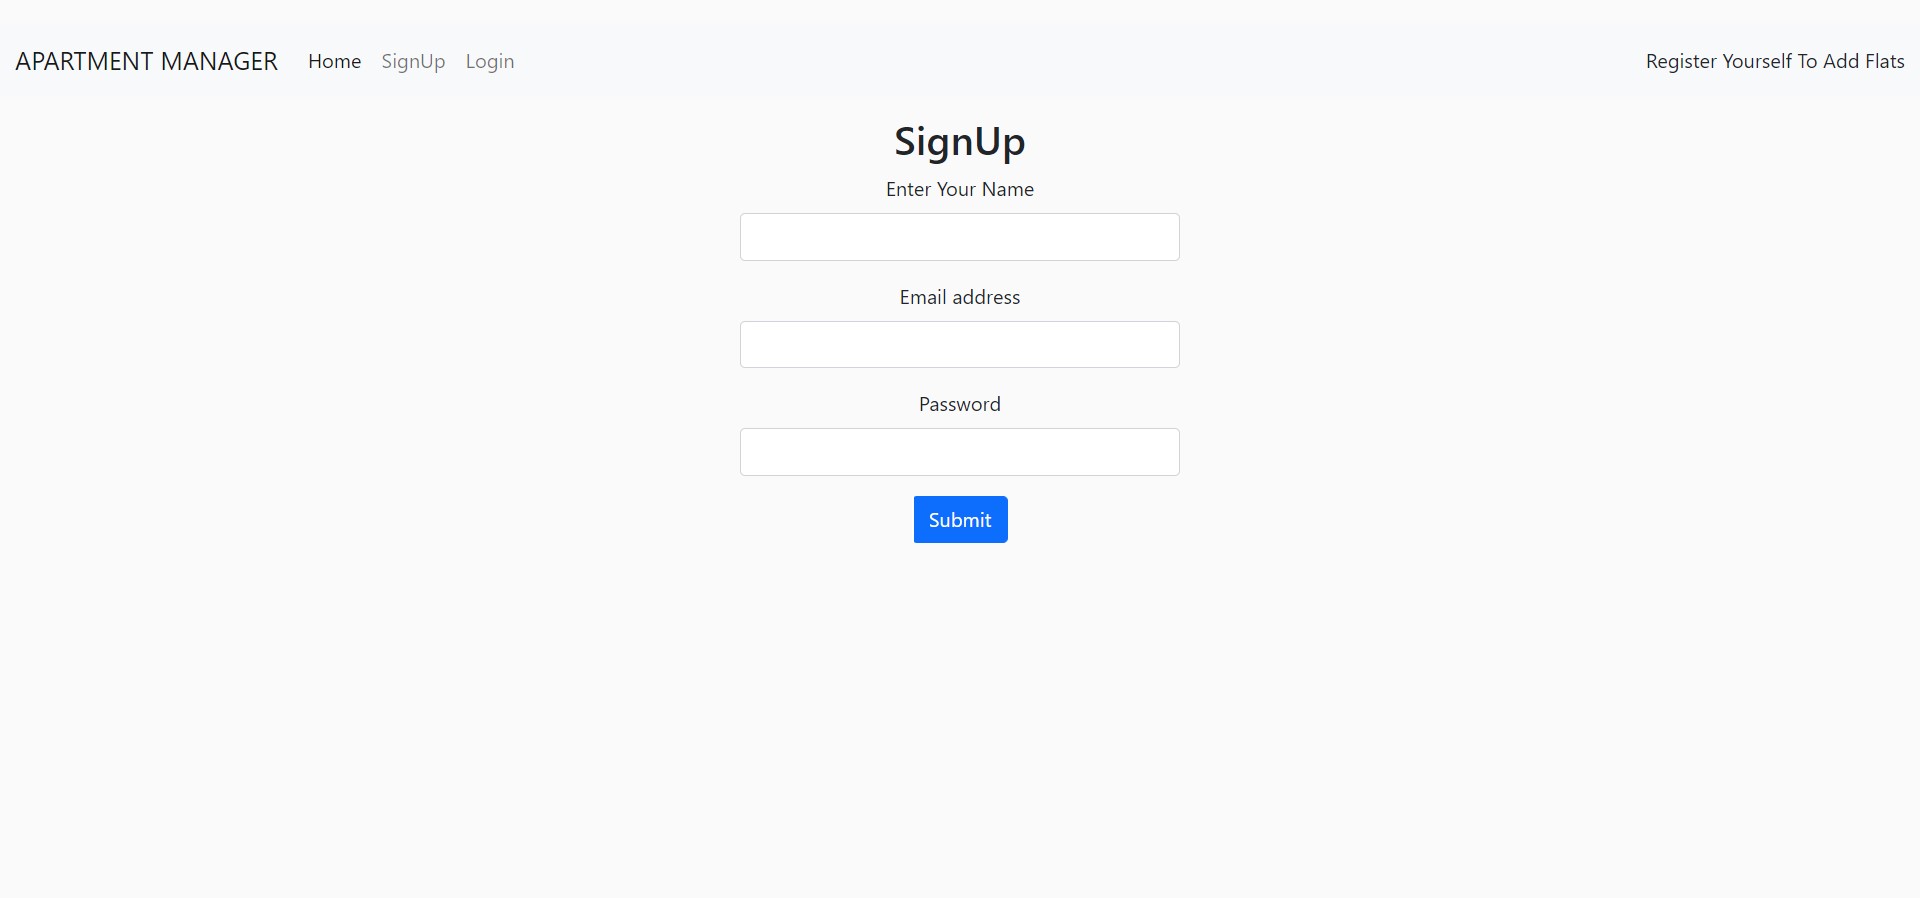 APARTMENT MANAGER Home SignUp Login Register Yourself To Add Flats
SignUp
Enter Your Name
Email address
Password
Submit